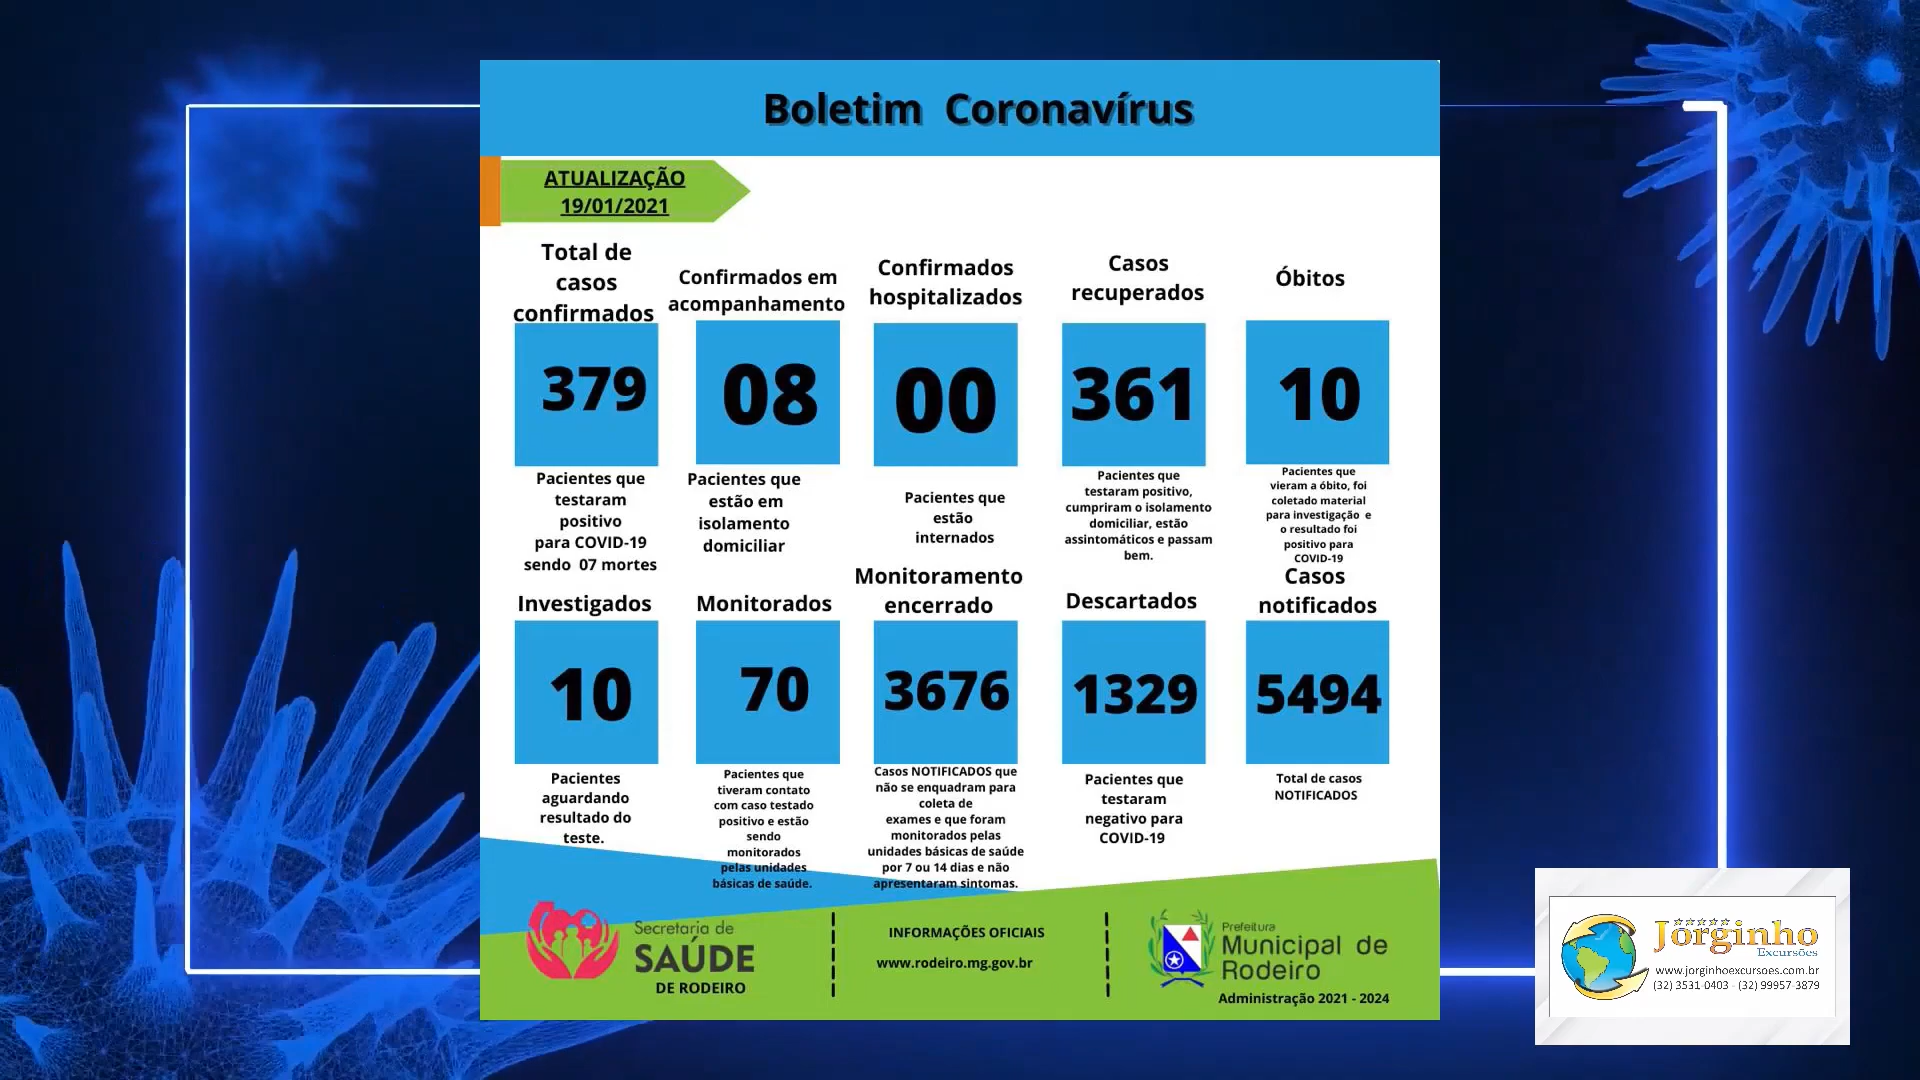 Boletim Coronavírus
ATUALIZAÇÃO
19/01/2021
Total de
casos
confirmados
379
Pacientes que
testaram
positivo
para COVID-19
sendo 07 mortes
Confirmados em
acompanhamento
08
Pacientes que
estão em
isolamento
domiciliar
Confirmados
hospitalizados
00
Pacientes que
estão
internados
Casos
recuperados
361
Pacientes que
testaram positivo,
cumpriram o isolamento
domiciliar, estão
assintomáticos e passam
bem.
Óbitos
10
Pacientes que
vieram a óbito, foi
coletado material
para investigação e
o resultado foi
positivo para
COVID-19
Investigados
10
Pacientes
aguardando
resultado do
teste.
Monitorados
70
Pacientes que
tiveram contato
com caso testado
positivo e estão
sendo
monitorados
pelas unidades
básicas de saúde.
Monitoramento
encerrado
3676
Casos NOTIFICADOS que
não se enquadram para
coleta de
exames e que foram
monitorados pelas
unidades básicas de saúde
por 7 ou 14 dias e não
apresentaram sintomas.
Descartados
1329
Pacientes que
testaram
negativo para
COVID-19
Casos
notificados
5494
Total de casos
NOTIFICADOS
Secretaria de
SAÚDE
DE RODEIRO
INFORMAÇÕES OFICIAIS
www.rodeiro.mg.gov.br
Prefeitura
Municipal de
Rodeiro
Administração 2021 - 2024
Jorginho
Excursões
www.jorginhoexcursoes.com.br
(32) 3531-0403 - (32) 99957-3879